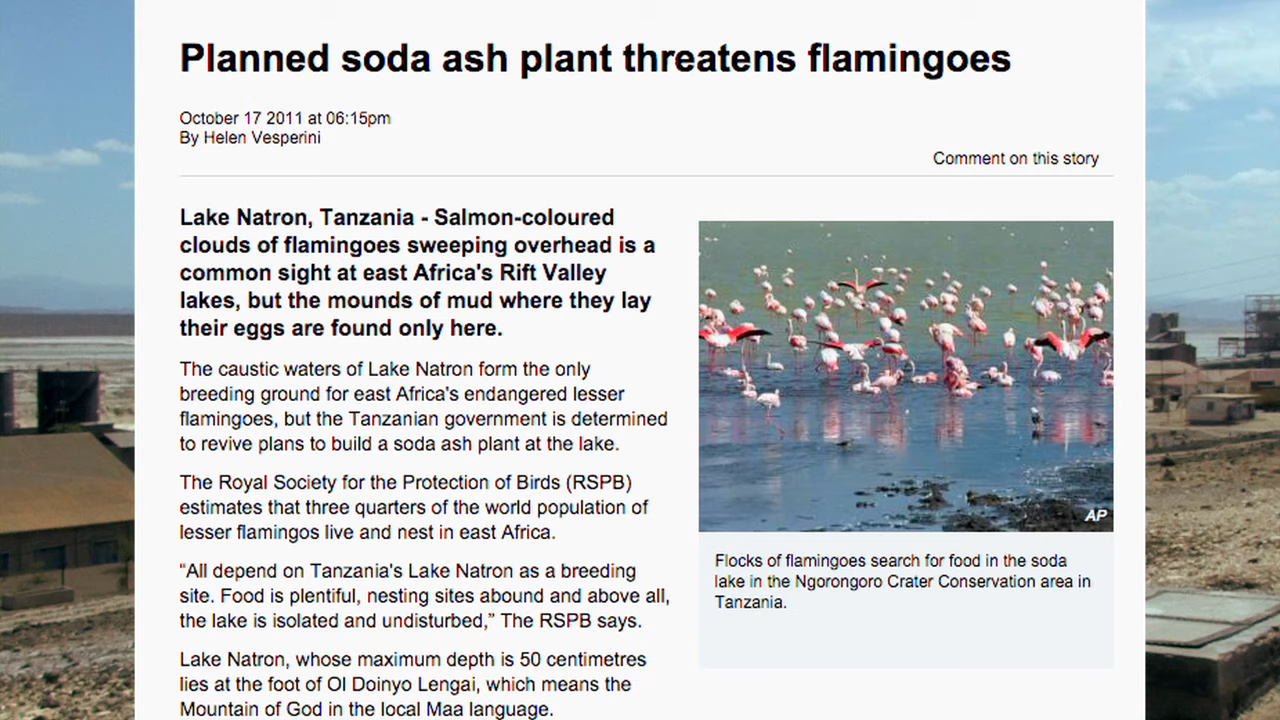 Planned soda ash plant threatens flamingoes
October 17 2011 at 06:15pm
By Helen Vesperini
Comment on this story
Lake Natron, Tanzania - Salmon-coloured
clouds of flamingoes sweeping overhead is a
common sight at east Africa's Rift Valley
lakes, but the mounds of mud where they lay
their eggs are found only here.
The caustic waters of Lake Natron form the only
breeding ground for east Africa's endangered lesser
flamingoes, but the Tanzanian government is determined
to revive plans to build a soda ash plant at the lake.
The Royal Society for the Protection of Birds (RSPB)
estimates that three quarters of the world population of
lesser flamingos live and nest in east Africa.
“All depend on Tanzania's Lake Natron as a breeding
site. Food is plentiful, nesting sites abound and above all,
the lake is isolated and undisturbed,” The RSPB says.
Lake Natron, whose maximum depth is 50 centimetres
lies at the foot of Ol Doinyo Lengai, which means the
Mountain of God in the local Maa language.
AP
Flocks of flamingoes search for food in the soda
lake in the Ngorongoro Crater Conservation area in
Tanzania.